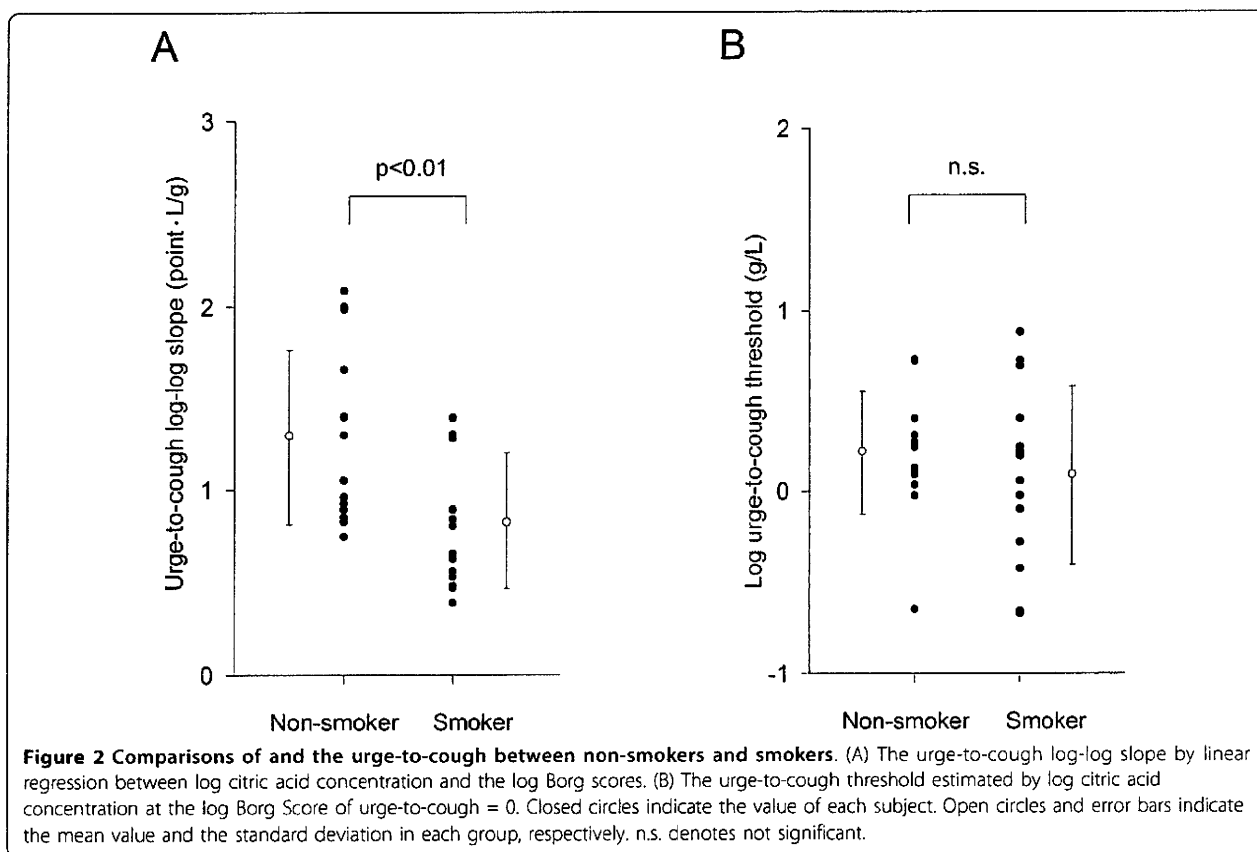 A
B
3
2
1
0
Urge-to-cough log-log slope (point · L/g)
p<0.01
Non-smoker Smoker
2
1
0
-1
Log urge-to-cough threshold (g/L)
n.s.
Non-smoker Smoker
Figure 2 Comparisons of and the urge-to-cough between non-smokers and smokers. (A) The urge-to-cough log-log slope by linear
regression between log citric acid concentration and the log Borg scores. (B) The urge-to-cough threshold estimated by log citric acid
concentration at the log Borg Score of urge-to-cough = 0. Closed circles indicate the value of each subject. Open circles and error bars indicate
the mean value and the standard deviation in each group, respectively. n.s. denotes not significant.